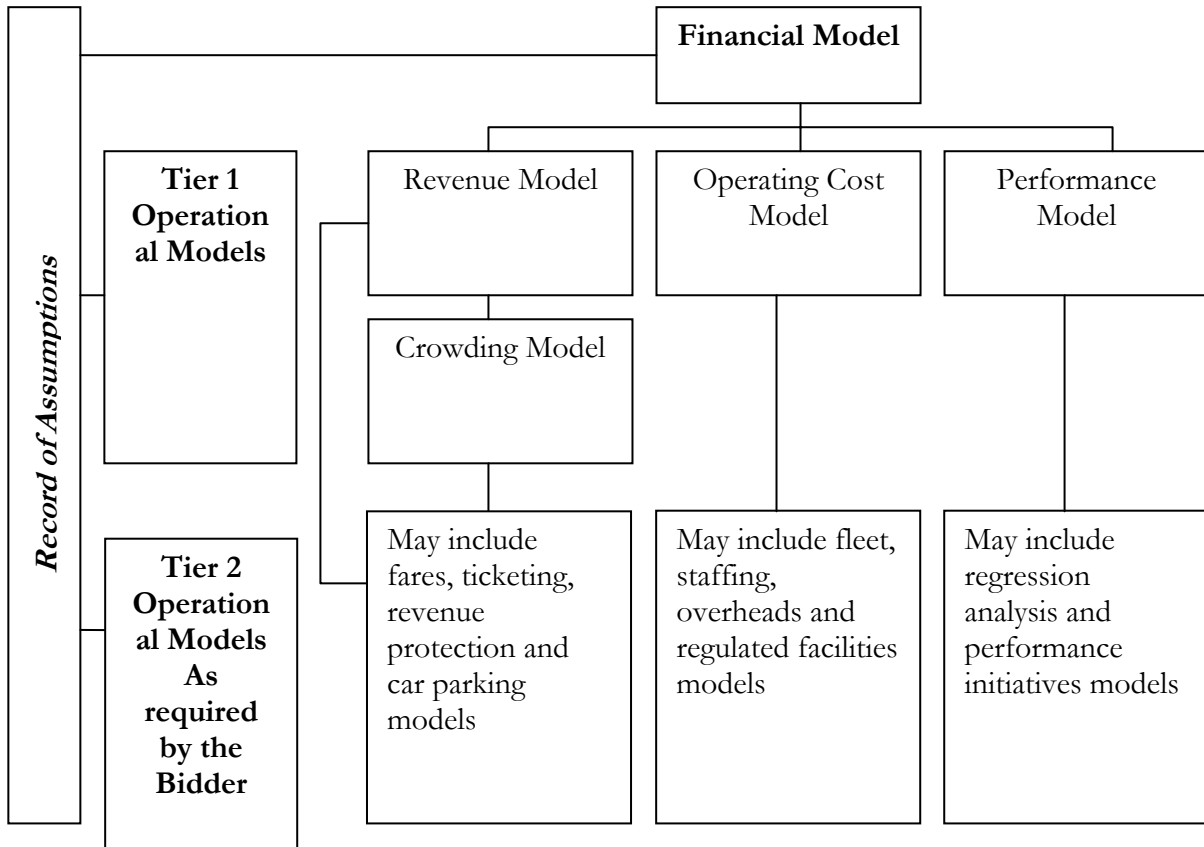 Record of Assumptions
Financial Model
Tier 1
Operation
al Models
Revenue Model
Operating Cost
Model
Performance
Model
Crowding Model
Tier 2
Operation
al Models
As
required
by the
Bidder
May include
fares, ticketing,
revenue
protection and
car parking
models
May include fleet,
staffing,
overheads and
regulated facilities
models
May include
regression
analysis and
performance
initiatives models